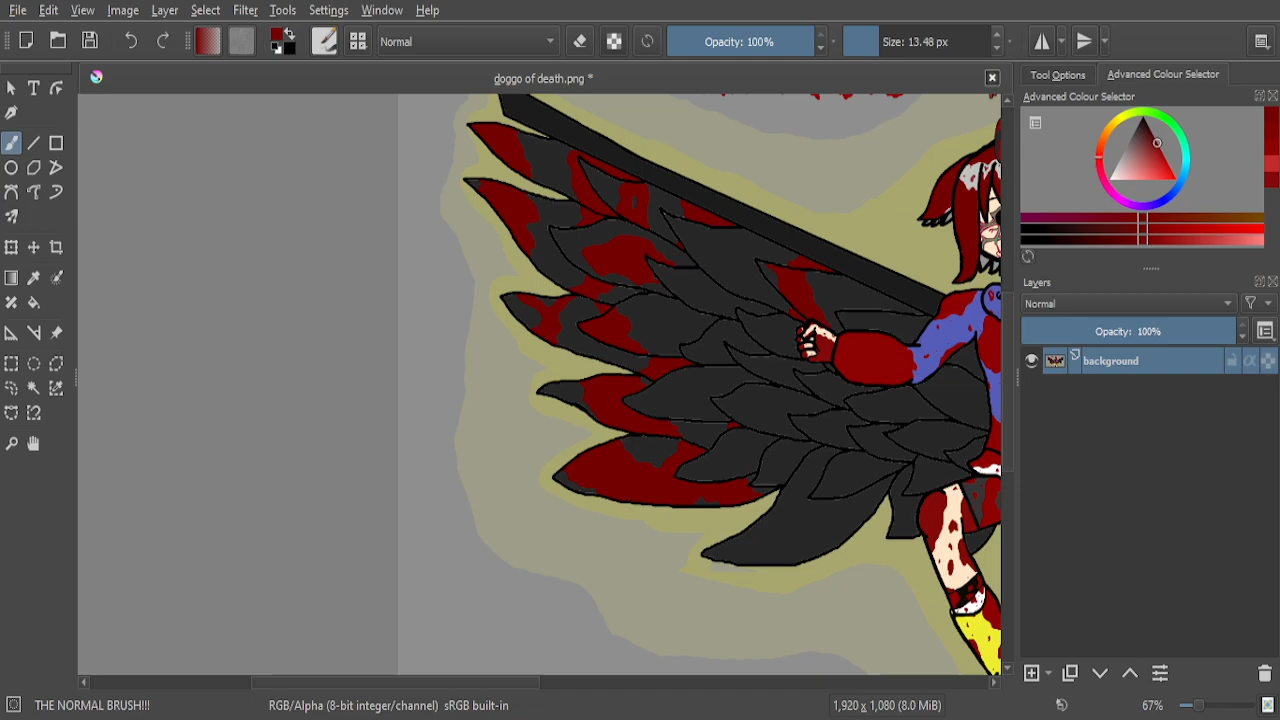 File Edit View Image Layer Select Filter Tools Settings Window Help
Normal Opacity: 100% Size: 13.48 px
doggo of death.png *
Tool Options Advanced Colour Selector
Advanced Colour Selector
Layers
Normal
Opacity: 100%
background
THE NORMAL BRUSH!!! RGB/Alpha (8-bit integer/channel) sRGB built-in 1,920 x 1,080 (8.0 MiB) 67%